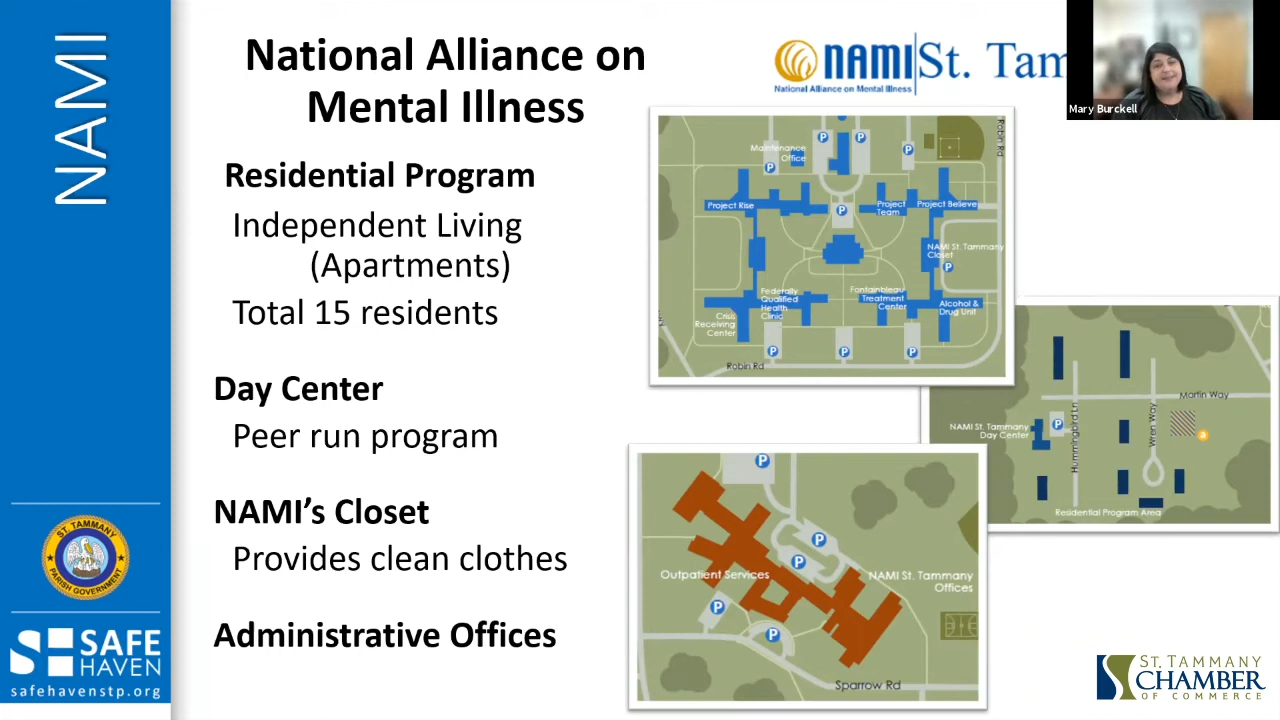 NAMI
National Alliance on
Mental Illness
Residential Program
Independent Living
(Apartments)
Total 15 residents
Day Center
Peer run program
NAMI's Closet
Provides clean clothes
Administrative Offices
NAMI St. Tam
National Alliance on Mental Illness
Mary Burckell
Robin Rd
P
P
P
P
Maintenance
Office
Project Rise
P
Project
Team
Project Believe
NAMI St. Tammany
Closet
P
Federally
Qualified
Health
Clinic
Fontainbleau
Treatment
Center
Alcohol &
Drug Unit
Crisis
Receiving
Center
P
P
P
Robin Rd
Martin Way
NAMI St. Tammany
Day Center
P
Hummingbird Ln
Wren Way
Residential Program Area
P
P
P
Outpatient Services
NAMI St. Tammany
Offices
P
P
Sparrow Rd
ST. TAMMANY
PARISH GOVERNMENT
SAFE
HAVEN
safehavenstp.org
ST. TAMMANY
CHAMBER
OF COMMERCE